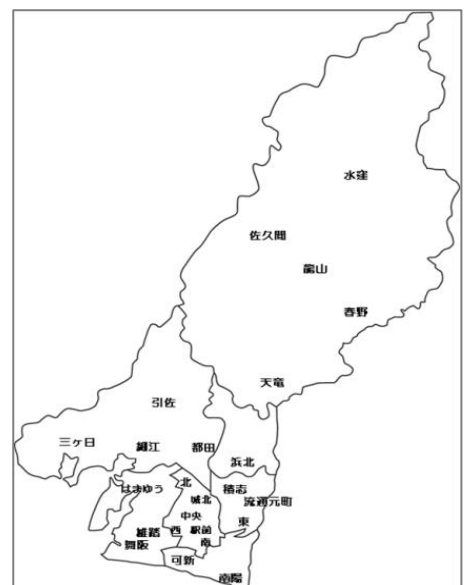 水窪
佐久間
龍山
春野
天竜
引佐
三ヶ日
細江
都田
浜北
はまゆう
北
積志
城北
流通元町
中央
東
雄踏
西
駅前
舞阪
南
可新
南陽